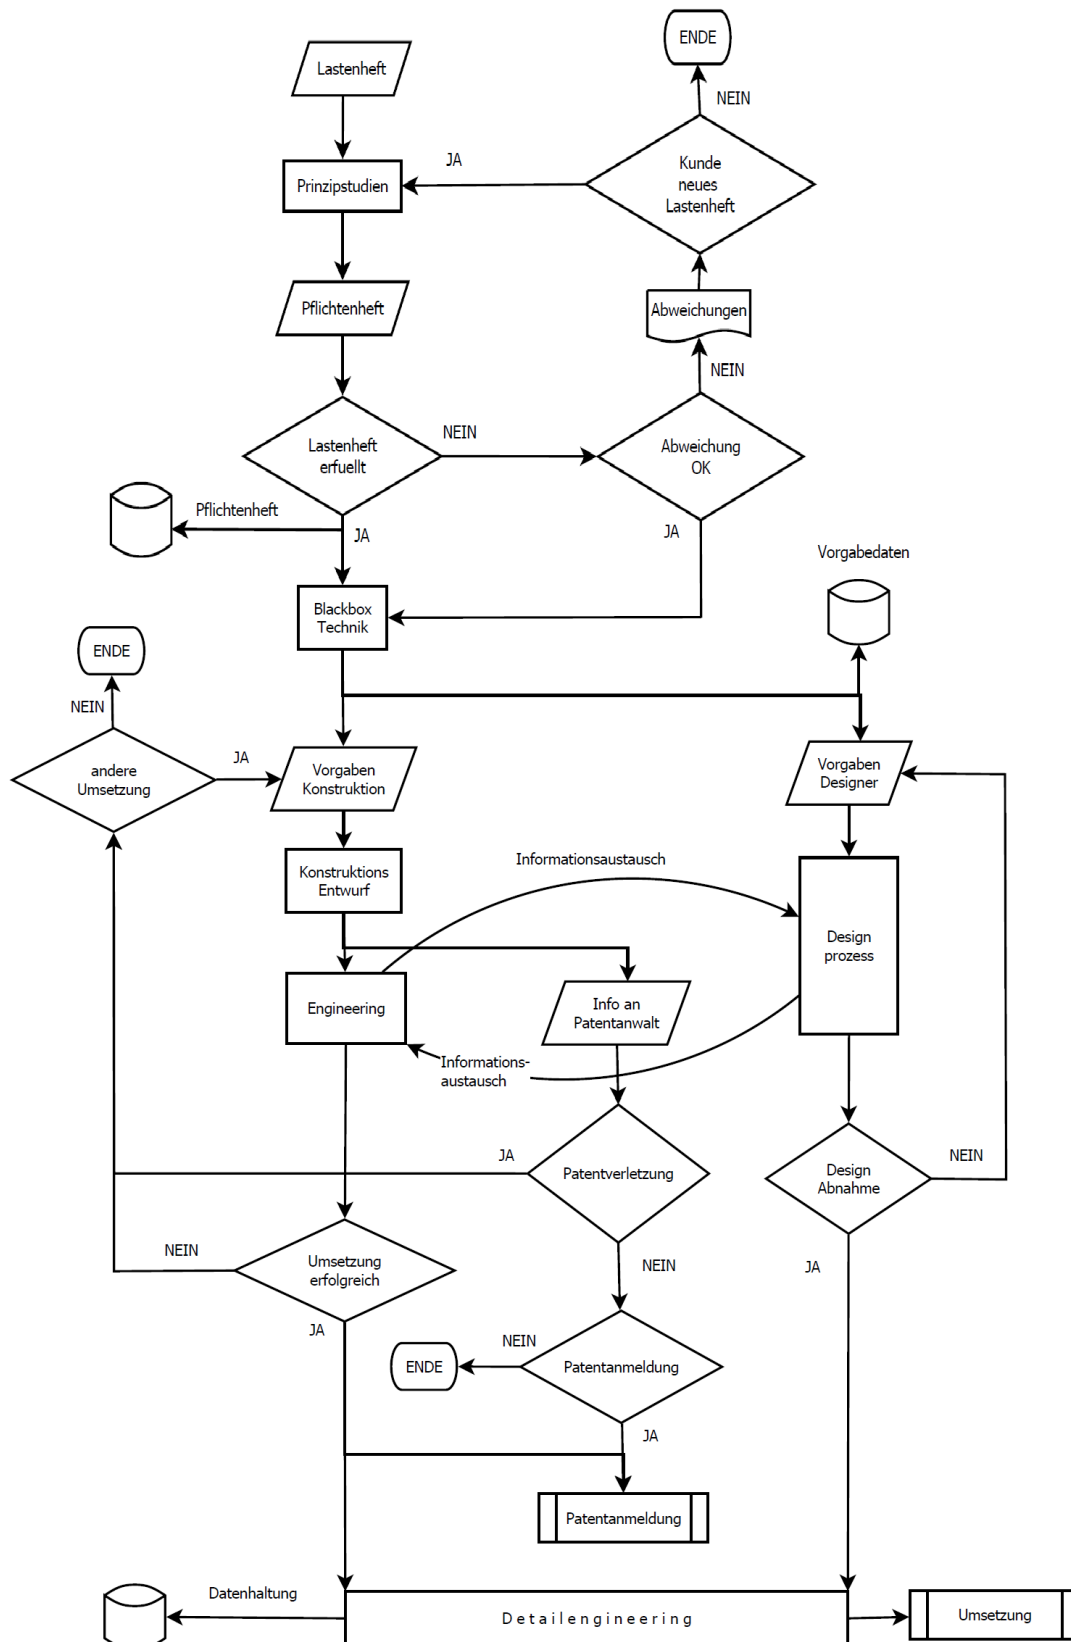 ENDE
Lastenheft
NEIN
JA
Kunde
neues
Lastenheft
Prinzipstudien
Pflichtenheft
Abweichungen
NEIN
NEIN
Lastenheft
erfuellt
Abweichung
OK
Pflichtenheft
JA
JA
Vorgabedaten
Blackbox
Technik
ENDE
NEIN
JA
andere
Umsetzung
Vorgaben
Konstruktion
Vorgaben
Designer
Informationsaustausch
Konstruktions
Entwurf
Design
prozess
Engineering
Info an
Patentanwalt
Informations-
austausch
JA
NEIN
Patentverletzung
Design
Abnahme
NEIN
Umsetzung
erfolgreich
NEIN
JA
JA
NEIN
ENDE
Patentanmeldung
JA
Patentanmeldung
Datenhaltung
Detailengineering
Umsetzung